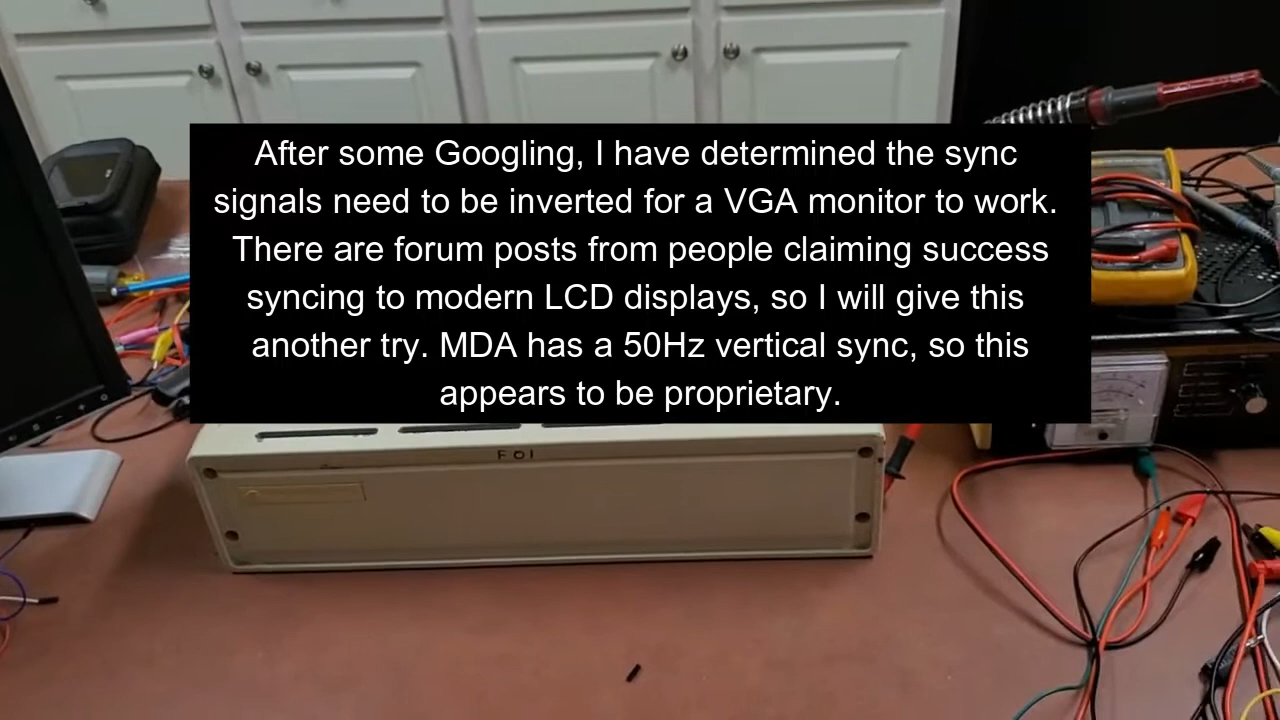 After some Googling, I have determined the sync
signals need to be inverted for a VGA monitor to work.
There are forum posts from people claiming success
syncing to modern LCD displays, so I will give this
another try. MDA has a 50Hz vertical sync, so this
appears to be proprietary.
F01